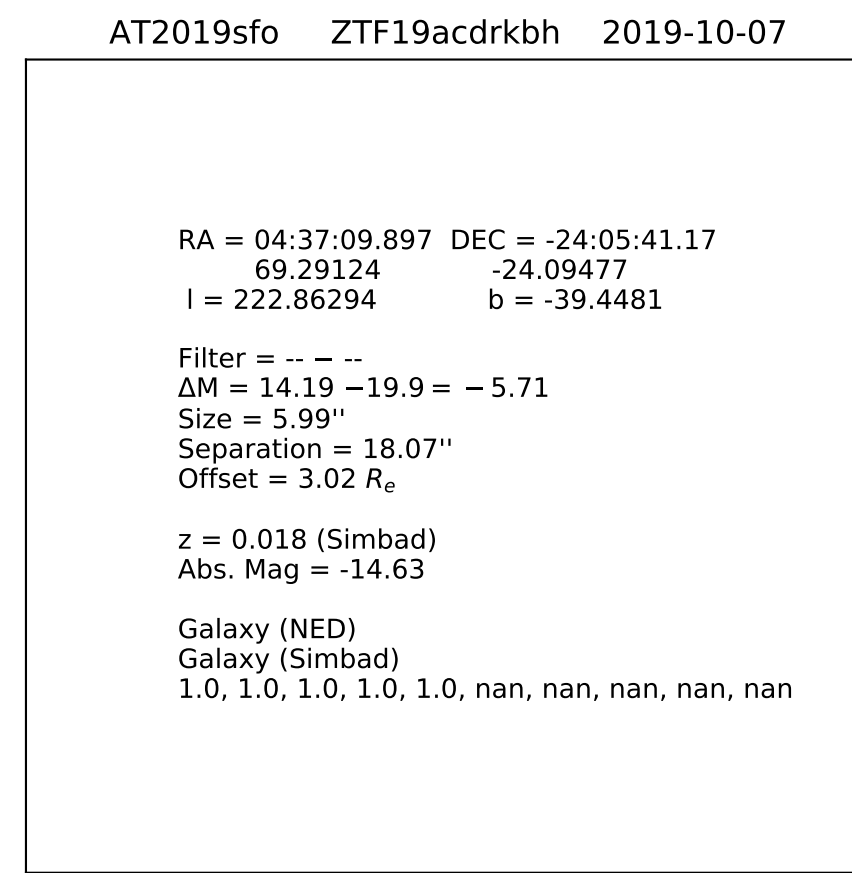 AT2019sfo ZTF19acdrkbh 2019-10-07
RA = 04:37:09.897 DEC = -24:05:41.17
69.29124 -24.09477
l = 222.86294 b = -39.4481
Filter = -- − --
ΔM = 14.19 −19.9 = −5.71
Size = 5.99''
Separation = 18.07''
Offset = 3.02 Rₑ
z = 0.018 (Simbad)
Abs. Mag = -14.63
Galaxy (NED)
Galaxy (Simbad)
1.0, 1.0, 1.0, 1.0, 1.0, nan, nan, nan, nan, nan